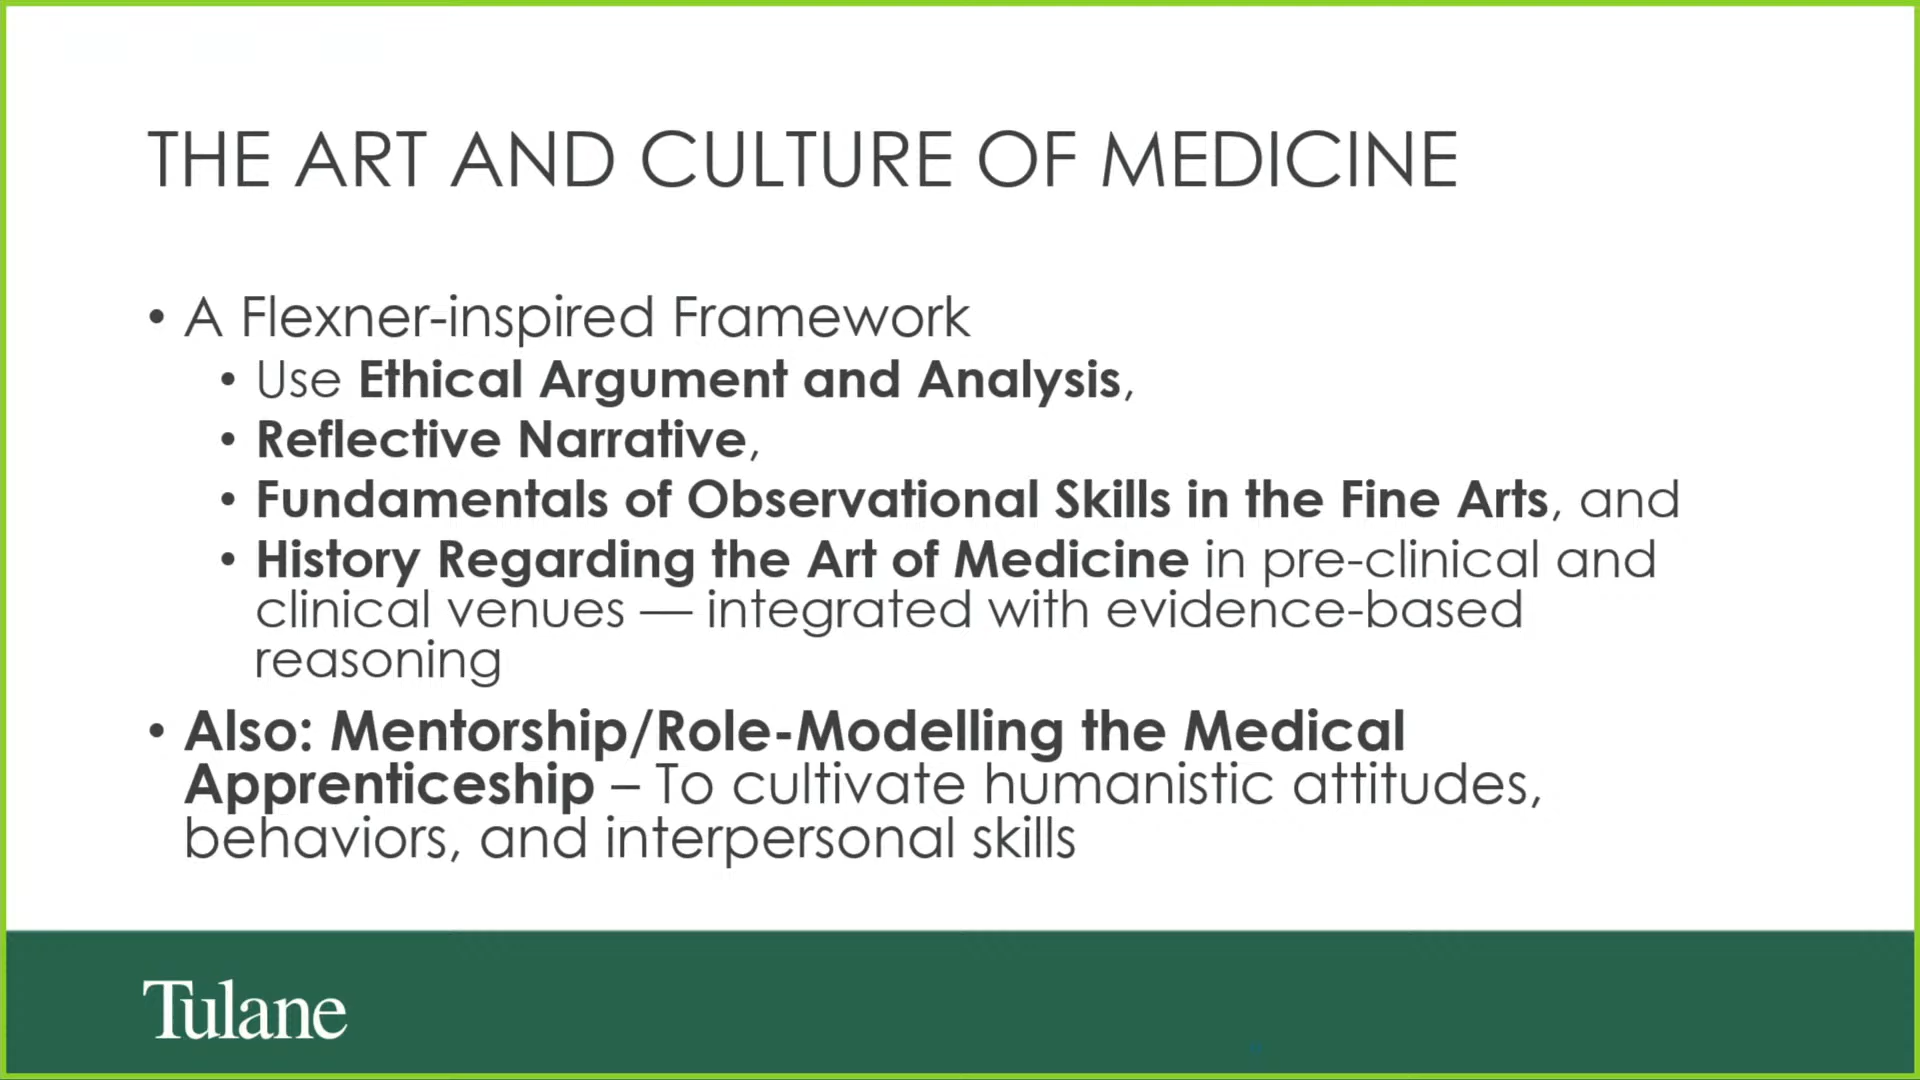 THE ART AND CULTURE OF MEDICINE
• A Flexner-inspired Framework
• Use Ethical Argument and Analysis,
• Reflective Narrative,
• Fundamentals of Observational Skills in the Fine Arts, and
• History Regarding the Art of Medicine in pre-clinical and
clinical venues — integrated with evidence-based
reasoning
• Also: Mentorship/Role-Modelling the Medical
Apprenticeship – To cultivate humanistic attitudes,
behaviors, and interpersonal skills
Tulane